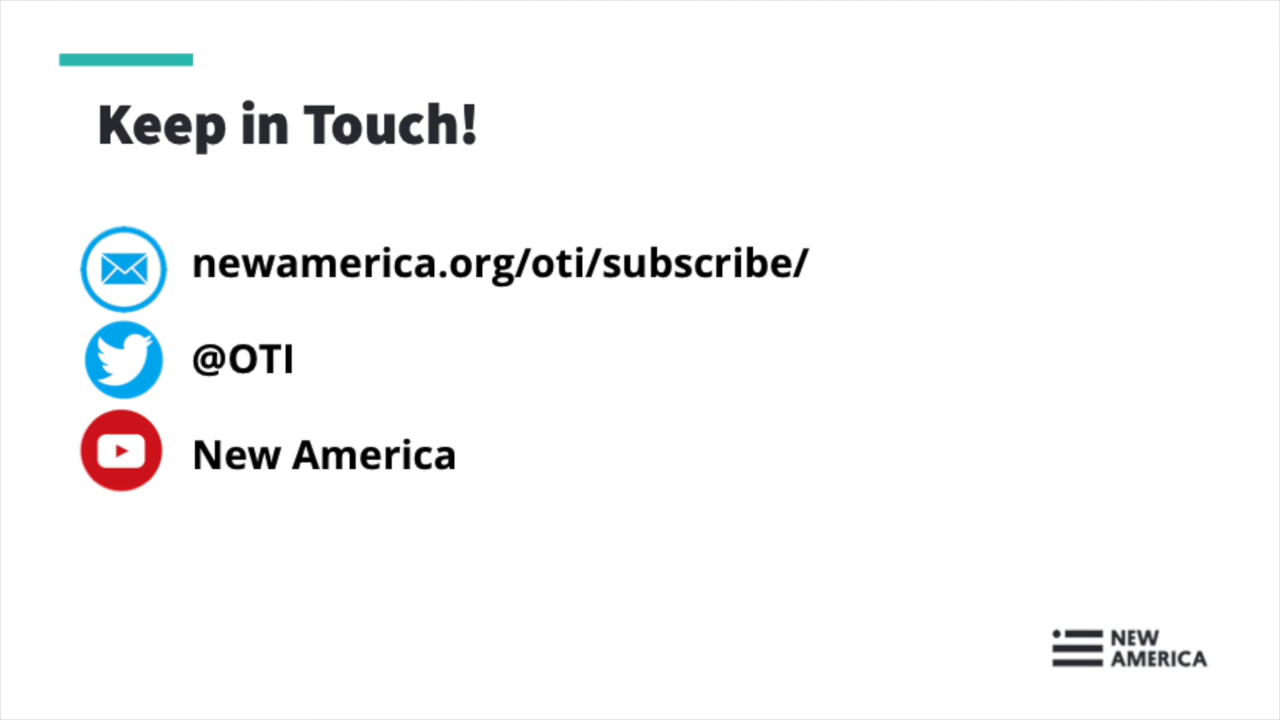 Keep in Touch!
newamerica.org/oti/subscribe/
@OTI
New America
NEW
AMERICA